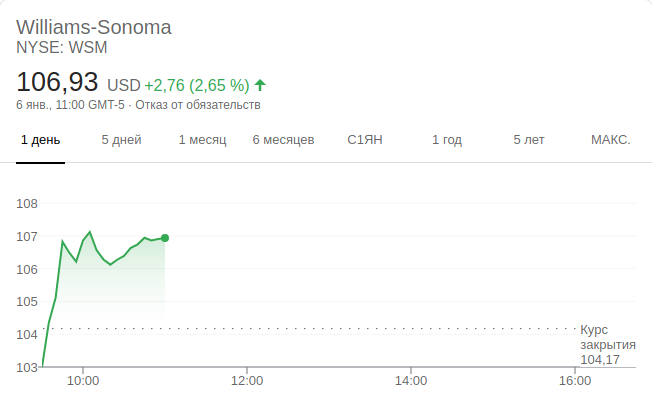 Williams-Sonoma
NYSE: WSM
106,93 USD +2,76 (2,65 %)
6 янв., 11:00 GMT-5 · Отказ от обязательств
1 день 5 дней 1 месяц 6 месяцев С1ЯН 1 год 5 лет МАКС.
108
107
106
105
104
103
Курс
закрытия
104,17
10:00 12:00 14:00 16:00